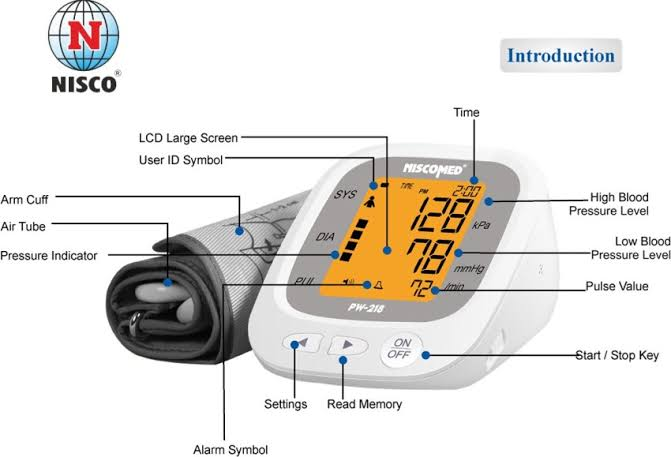 N
NISCO®
Introduction
Time
LCD Large Screen
User ID Symbol
Arm Cuff
Air Tube
Pressure Indicator
High Blood
Pressure Level
Low Blood
Pressure Level
Pulse Value
Start / Stop Key
Settings
Read Memory
Alarm Symbol
NISCOMED
TIME PM 2:00
SYS 128 kPa
DIA 78 mmHg
PUL 72 /min
PW-218
ON
OFF